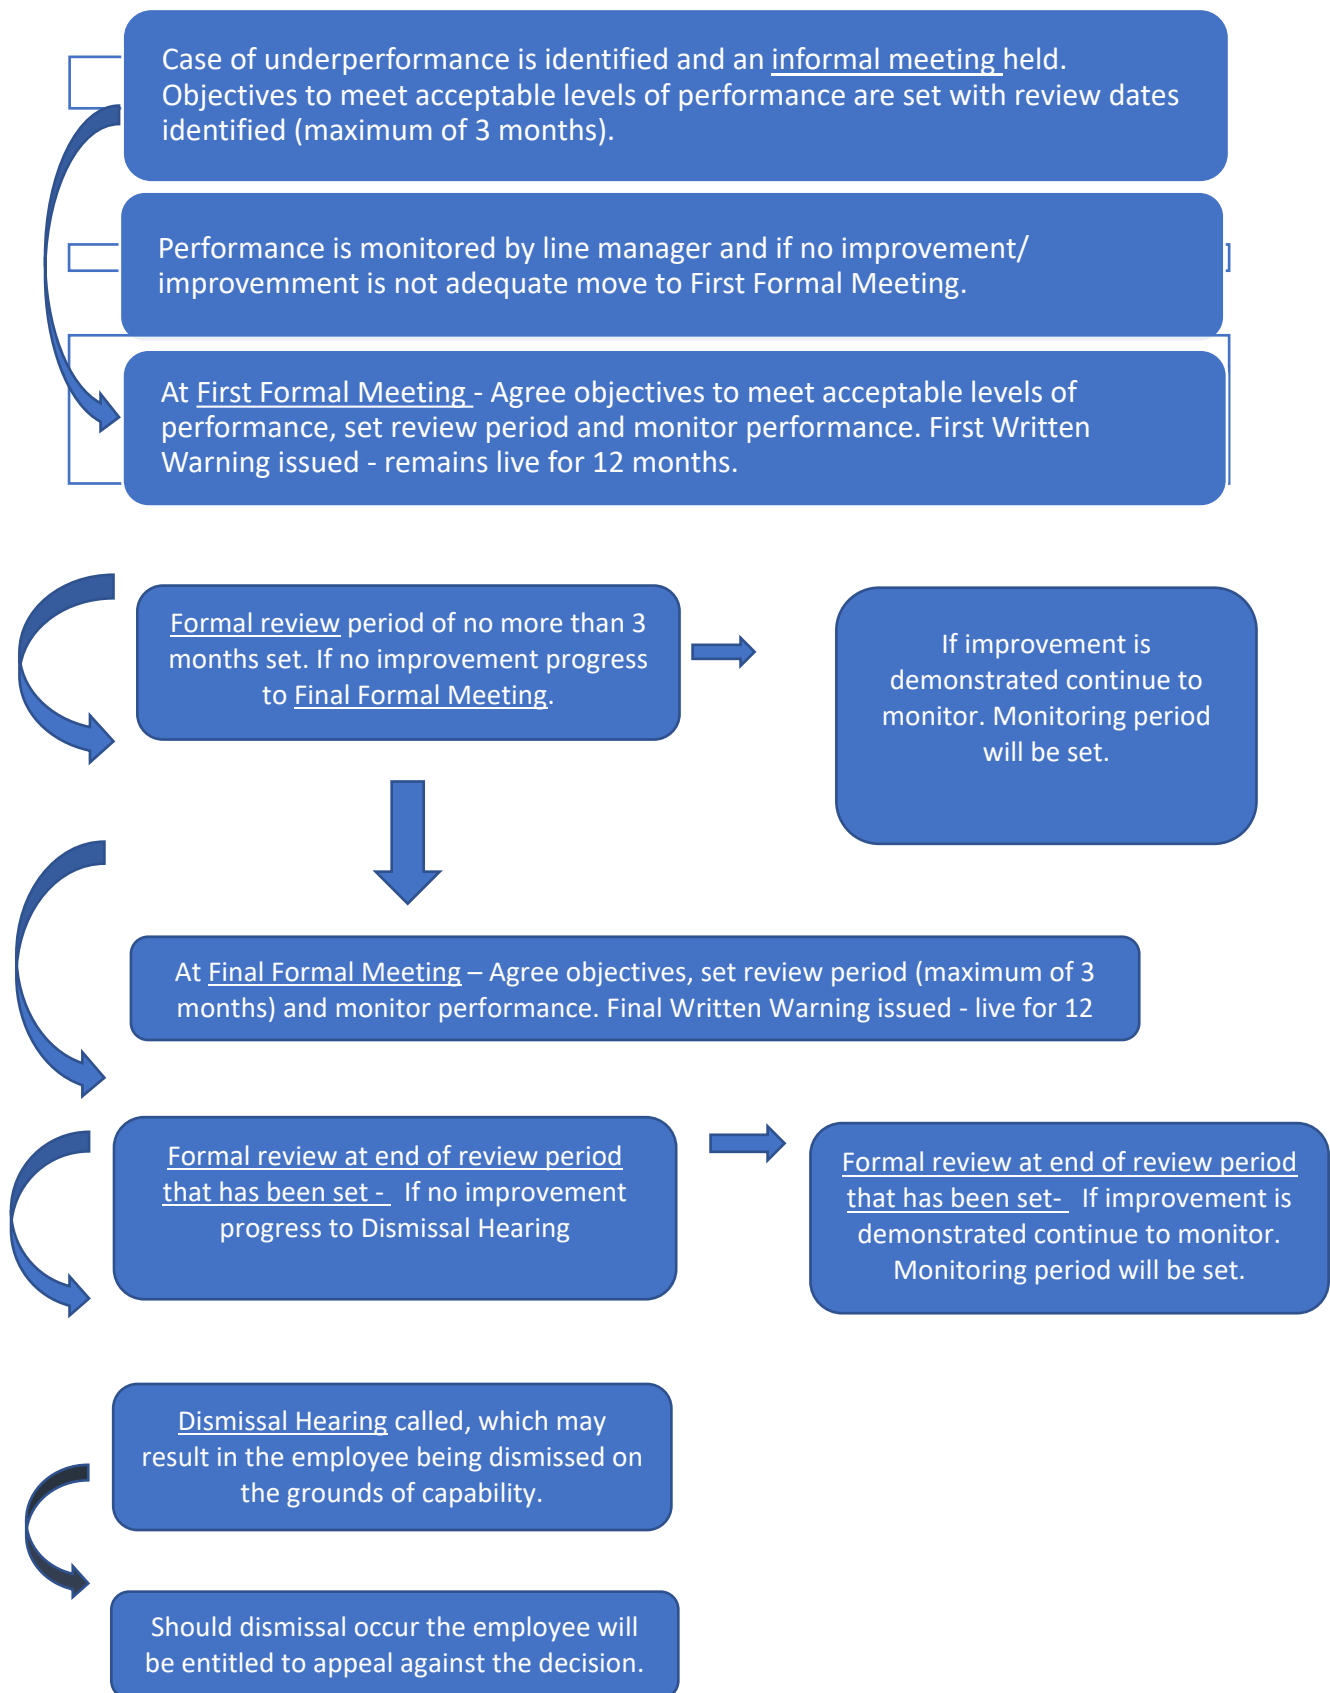 Case of underperformance is identified and an informal meeting held.
Objectives to meet acceptable levels of performance are set with review dates
identified (maximum of 3 months).
Performance is monitored by line manager and if no improvement/
improvemment is not adequate move to First Formal Meeting.
At First Formal Meeting - Agree objectives to meet acceptable levels of
performance, set review period and monitor performance. First Written
Warning issued - remains live for 12 months.
Formal review period of no more than 3
months set. If no improvement progress
to Final Formal Meeting.
If improvement is
demonstrated continue to
monitor. Monitoring period
will be set.
At Final Formal Meeting – Agree objectives, set review period (maximum of 3
months) and monitor performance. Final Written Warning issued - live for 12
Formal review at end of review period
that has been set - If no improvement
progress to Dismissal Hearing
Formal review at end of review period
that has been set- If improvement is
demonstrated continue to monitor.
Monitoring period will be set.
Dismissal Hearing called, which may
result in the employee being dismissed on
the grounds of capability.
Should dismissal occur the employee will
be entitled to appeal against the decision.